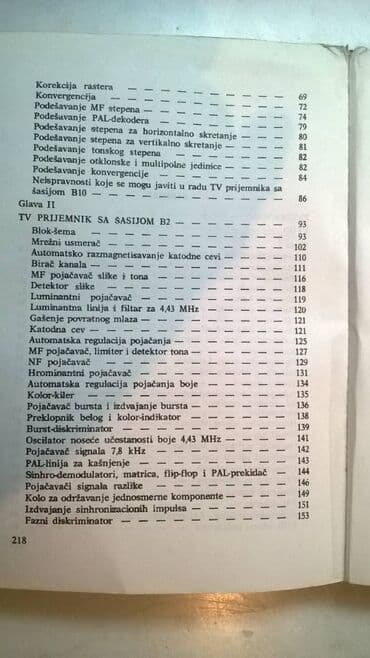 Korekcija rastera — — — — — — — — 69
Konvergencija — — — — — — — — — 72
Podešavanje MF stepena — — — — — — — 74
Podešavanje PAL-dekodera — — — — — — 79
Podešavanje stepena za horizontalno skretanje — — — 80
Podešavanje stepena za vertikalno skretanje — — — 81
Podešavanje tonskog stepena — — — — — — 82
Podešavanje otklonske i multipolne jedinice — — — 82
Podešavanje konvergencije — — — — — — 84
Neispravnosti koje se mogu javiti u radu TV prijemnika sa
šasijom B10 — — — — — — — — — 86
Glava II
TV PRIJEMNIK SA ŠASIJOM B2 — — — — — — 93
Blok-šema — — — — — — — — — 93
Mrežni usmerač — — — — — — — — 102
Automatsko razmagnetisavanje katodne cevi — — — — 110
Birač kanala — — — — — — — — — 111
MF pojačavač slike i tona — — — — — — 116
Detektor slike — — — — — — — — 118
Luminantni pojačavač — — — — — — — 119
Luminantna linija i filtar za 4,43 MHz — — — — 120
Gašenje povratnog mlaza — — — — — — 121
Katodna cev — — — — — — — — — 121
Automatska regulacija pojačanja — — — — — 125
MF pojačavač, limiter i detektor tona — — — — 127
NF pojačavač — — — — — — — — 129
Hrominantni pojačavač — — — — — — 131
Automatska regulacija pojačanja boje — — — — 134
Kolor-kiler — — — — — — — — — 135
Pojačavač bursta i izdvajanje bursta — — — — — 136
Preklopnik belog i kolor-indikator — — — — — 138
Burst-diskriminator — — — — — — — 139
Oscilator noseće učestanosti boje 4,43 MHz — — — 141
Pojačavač signala 7,8 kHz — — — — — — 142
PAL-linija za kašnjenje — — — — — — — 143
Sinhro-demodulatori, matrica, flip-flop i PAL-prekidač — — 144
Pojačavači signala razlike — — — — — — 146
Kolo za održavanje jednosmerne komponente — — — — 149
Izdvajanje sinhronizacionih impulsa — — — — — 151
Fazni diskriminator — — — — — — — 153
218